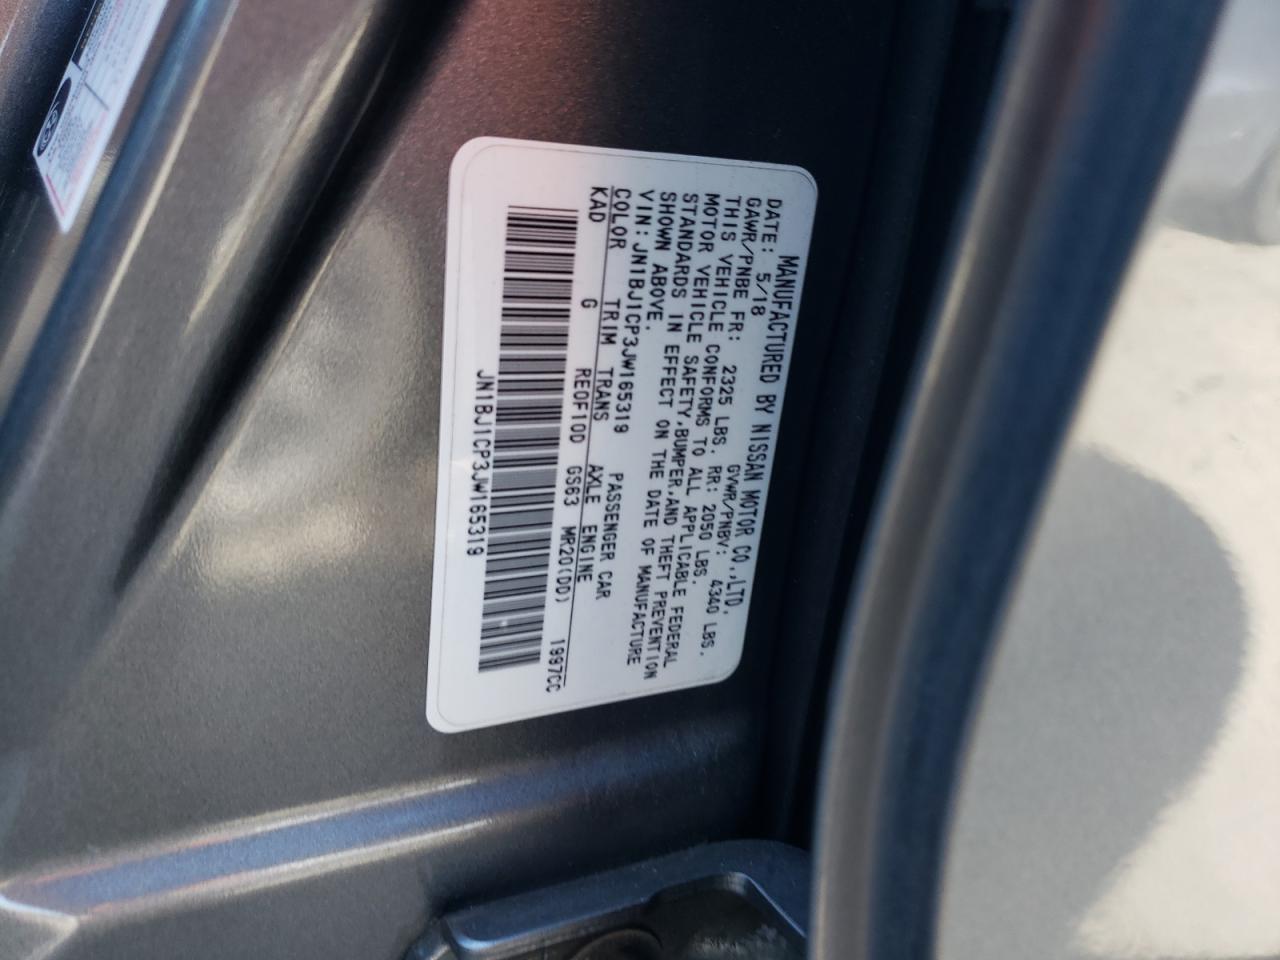 MANUFACTURED BY NISSAN MOTOR CO.,LTD.
DATE: 5/18 GVWR/PNBV: 4340 LBS.
GAWR/PNBE FR: 2325 LBS. RR: 2050 LBS.
THIS VEHICLE CONFORMS TO ALL APPLICABLE FEDERAL
MOTOR VEHICLE SAFETY,BUMPER,AND THEFT PREVENTION
STANDARDS IN EFFECT ON THE DATE OF MANUFACTURE
SHOWN ABOVE.
VIN: JN1BJ1CP3JW165319 PASSENGER CAR
COLOR TRIM TRANS AXLE ENGINE
KAD G RE0F10D GS63 MR20(DD) 1997CC
JN1BJ1CP3JW165319